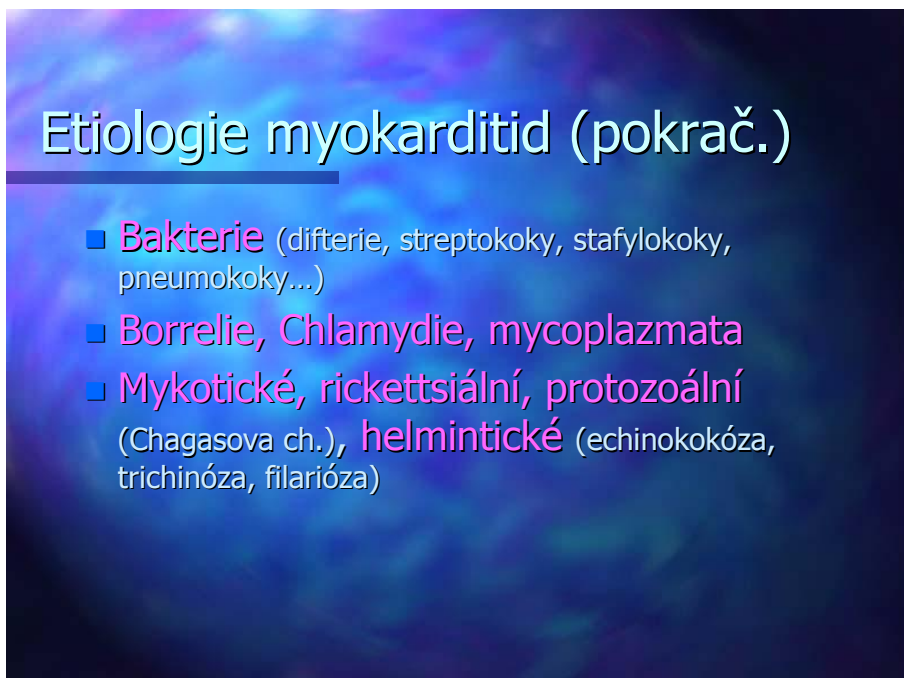 Etiologie myokarditid (pokrač.)
Bakterie (difterie, streptokoky, stafylokoky,
pneumokoky…)
Borrelie, Chlamydie, mycoplazmata
Mykotické, rickettsiální, protozoální
(Chagasova ch.), helmintické (echinokokóza,
trichinóza, filarióza)